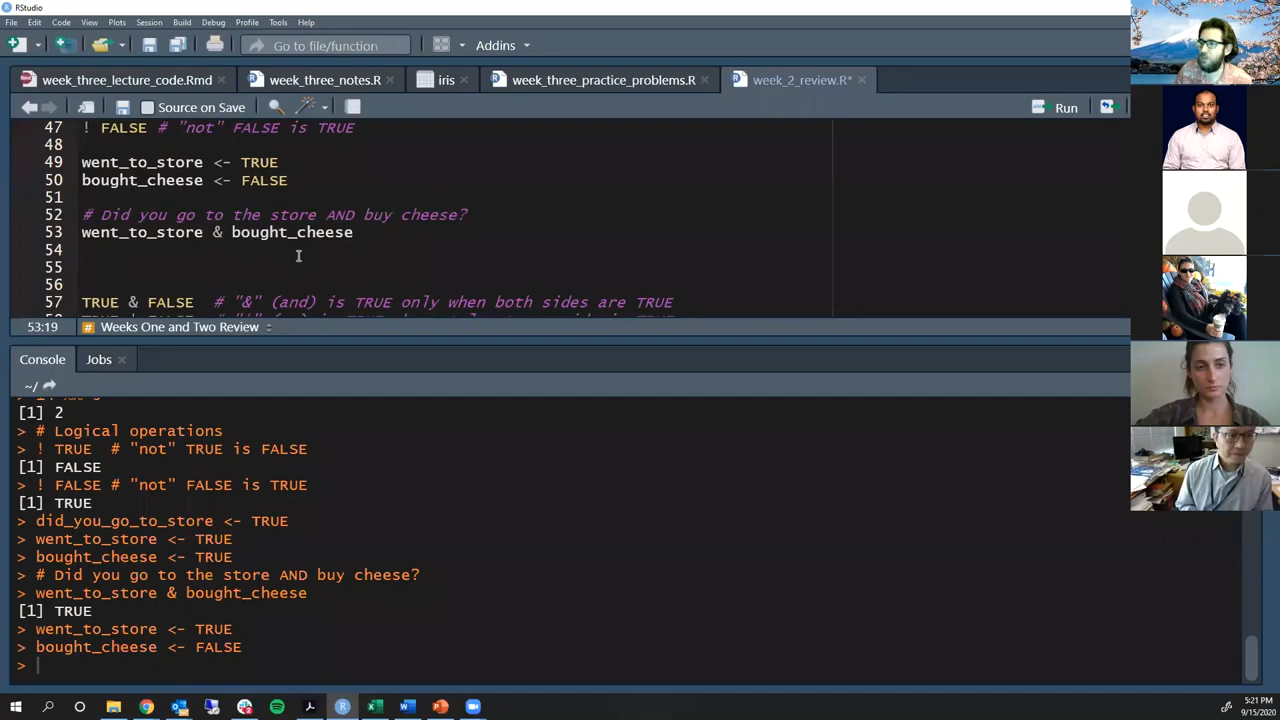 RStudio
File Edit Code View Plots Session Build Debug Profile Tools Help
Go to file/function Addins
week_three_lecture_code.Rmd week_three_notes.R iris week_three_practice_problems.R week_2_review.R*
Source on Save Run
47 ! FALSE # "not" FALSE is TRUE
48
49 went_to_store <- TRUE
50 bought_cheese <- FALSE
51
52 # Did you go to the store AND buy cheese?
53 went_to_store & bought_cheese
54
55
56
57 TRUE & FALSE # "&" (and) is TRUE only when both sides are TRUE
53:19 # Weeks One and Two Review
Console Jobs
~/
[1] 2
> # Logical operations
> ! TRUE # "not" TRUE is FALSE
[1] FALSE
> ! FALSE # "not" FALSE is TRUE
[1] TRUE
> did_you_go_to_store <- TRUE
> went_to_store <- TRUE
> bought_cheese <- TRUE
> # Did you go to the store AND buy cheese?
> went_to_store & bought_cheese
[1] TRUE
> went_to_store <- TRUE
> bought_cheese <- FALSE
>
5:21 PM
9/15/2020